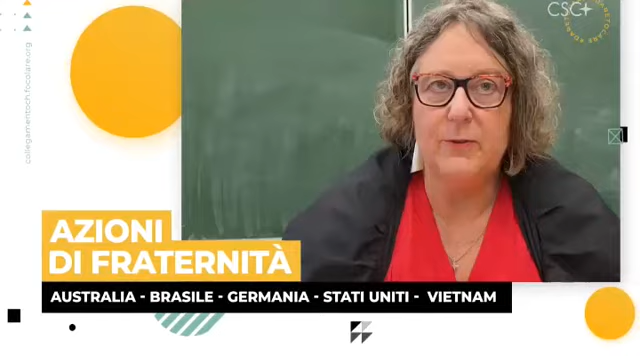 CSC+
collegamentoch.focolare.org
AZIONI
DI FRATERNITÀ
AUSTRALIA - BRASILE - GERMANIA - STATI UNITI - VIETNAM